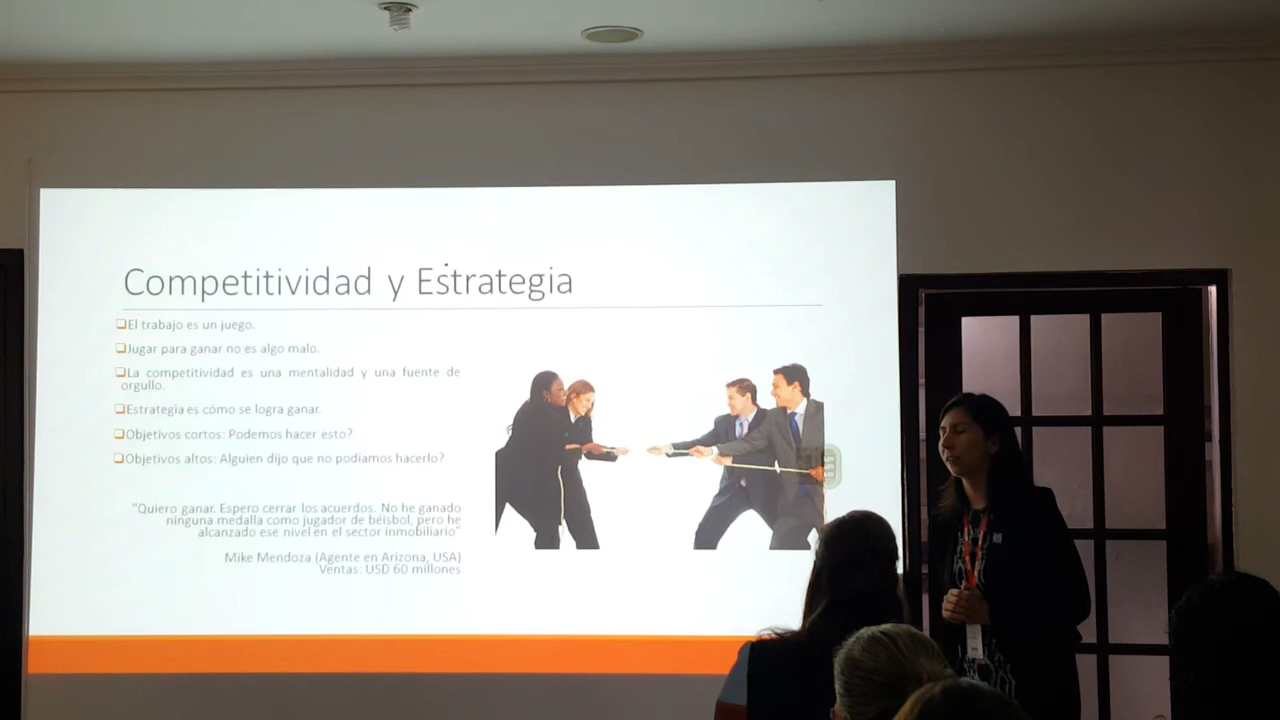 Competitividad y Estrategia
❑El trabajo es un juego.
❑Jugar para ganar no es algo malo.
❑La competitividad es una mentalidad y una fuente de
orgullo.
❑Estrategia es cómo se logra ganar.
❑Objetivos cortos: Podemos hacer esto?
❑Objetivos altos: Alguien dijo que no podíamos hacerlo?
"Quiero ganar. Espero cerrar los acuerdos. No he ganado
ninguna medalla como jugador de béisbol, pero he
alcanzado ese nivel en el sector inmobiliario"
Mike Mendoza (Agente en Arizona, USA)
Ventas: USD 60 millones